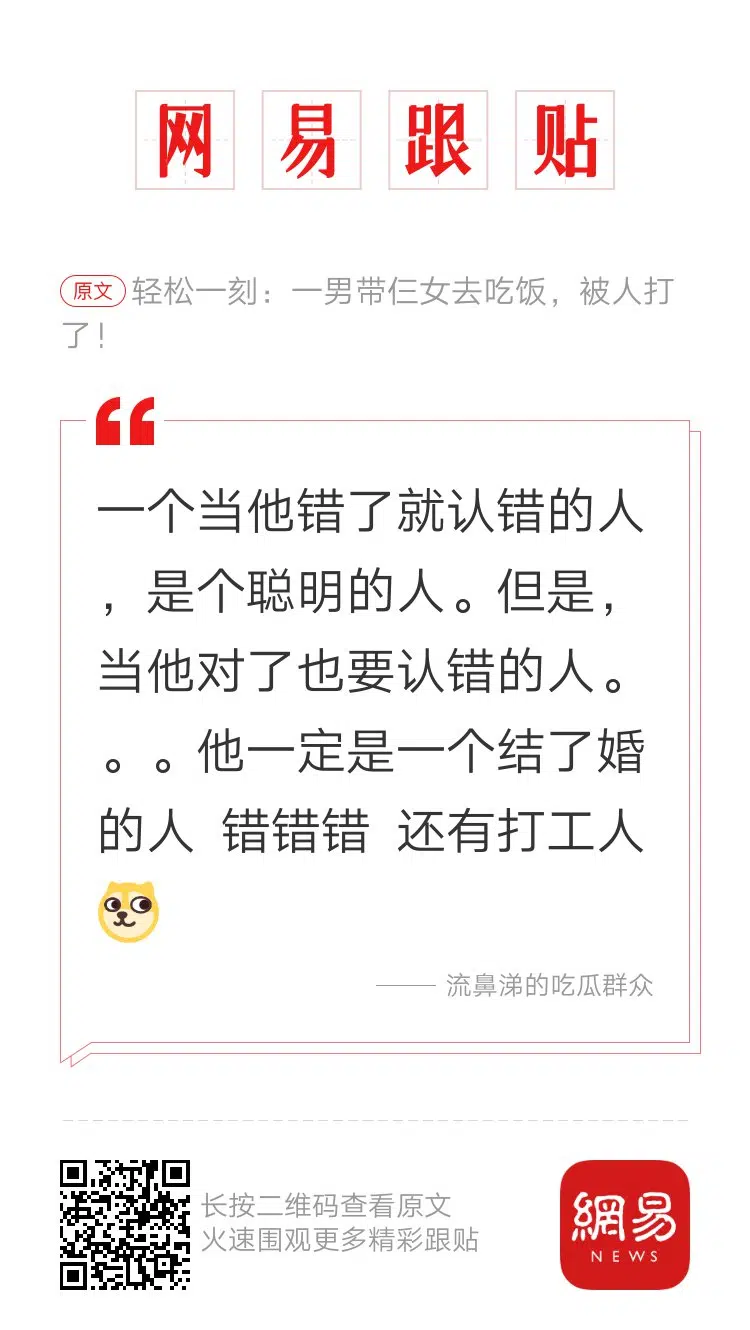 网易跟贴
原文 轻松一刻：一男带仨女去吃饭，被人打
了！
一个当他错了就认错的人
，是个聪明的人。但是，
当他对了也要认错的人。
。。他一定是一个结了婚
的人 错错错 还有打工人
—— 流鼻涕的吃瓜群众
长按二维码查看原文
火速围观更多精彩跟贴
網易
NEWS